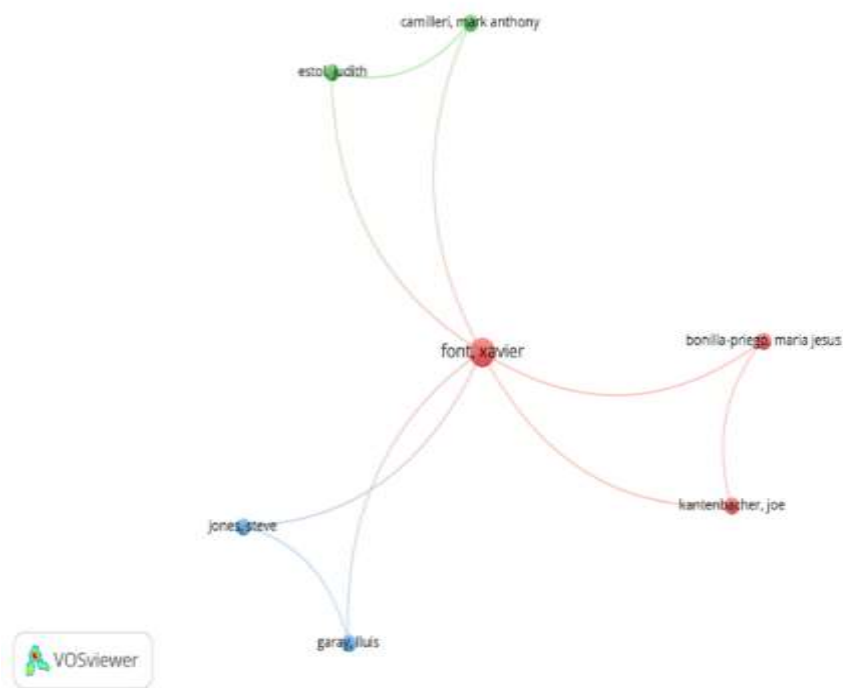 camilleri, mark anthony
estol, judith
bonilla-priego, maria jesus
font, xavier
kantenbacher, joe
jones, steve
garay, lluis
VOSviewer